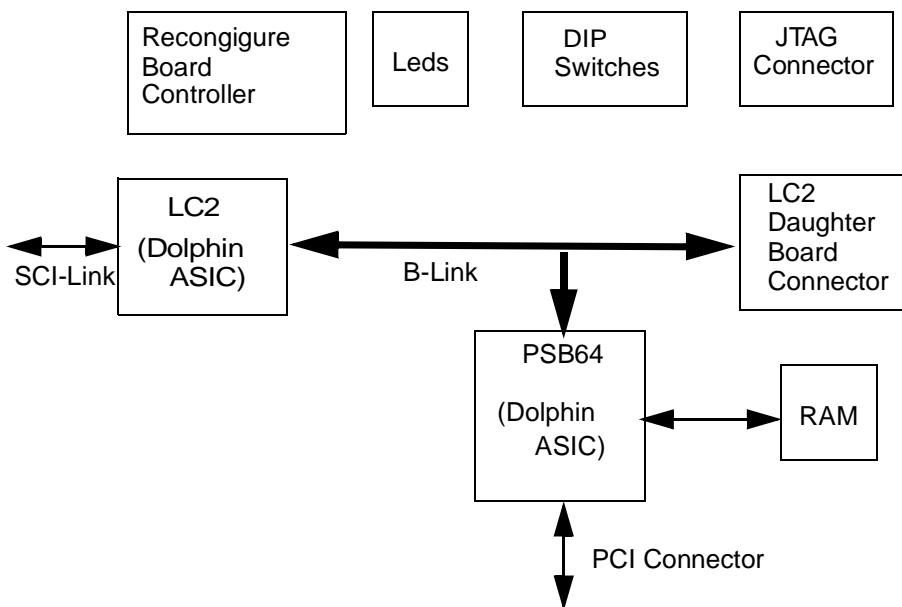 Recongigure
Board
Controller
Leds
DIP
Switches
JTAG
Connector
LC2
(Dolphin
ASIC)
SCI-Link
B-Link
LC2
Daughter
Board
Connector
PSB64
(Dolphin
ASIC)
RAM
PCI Connector